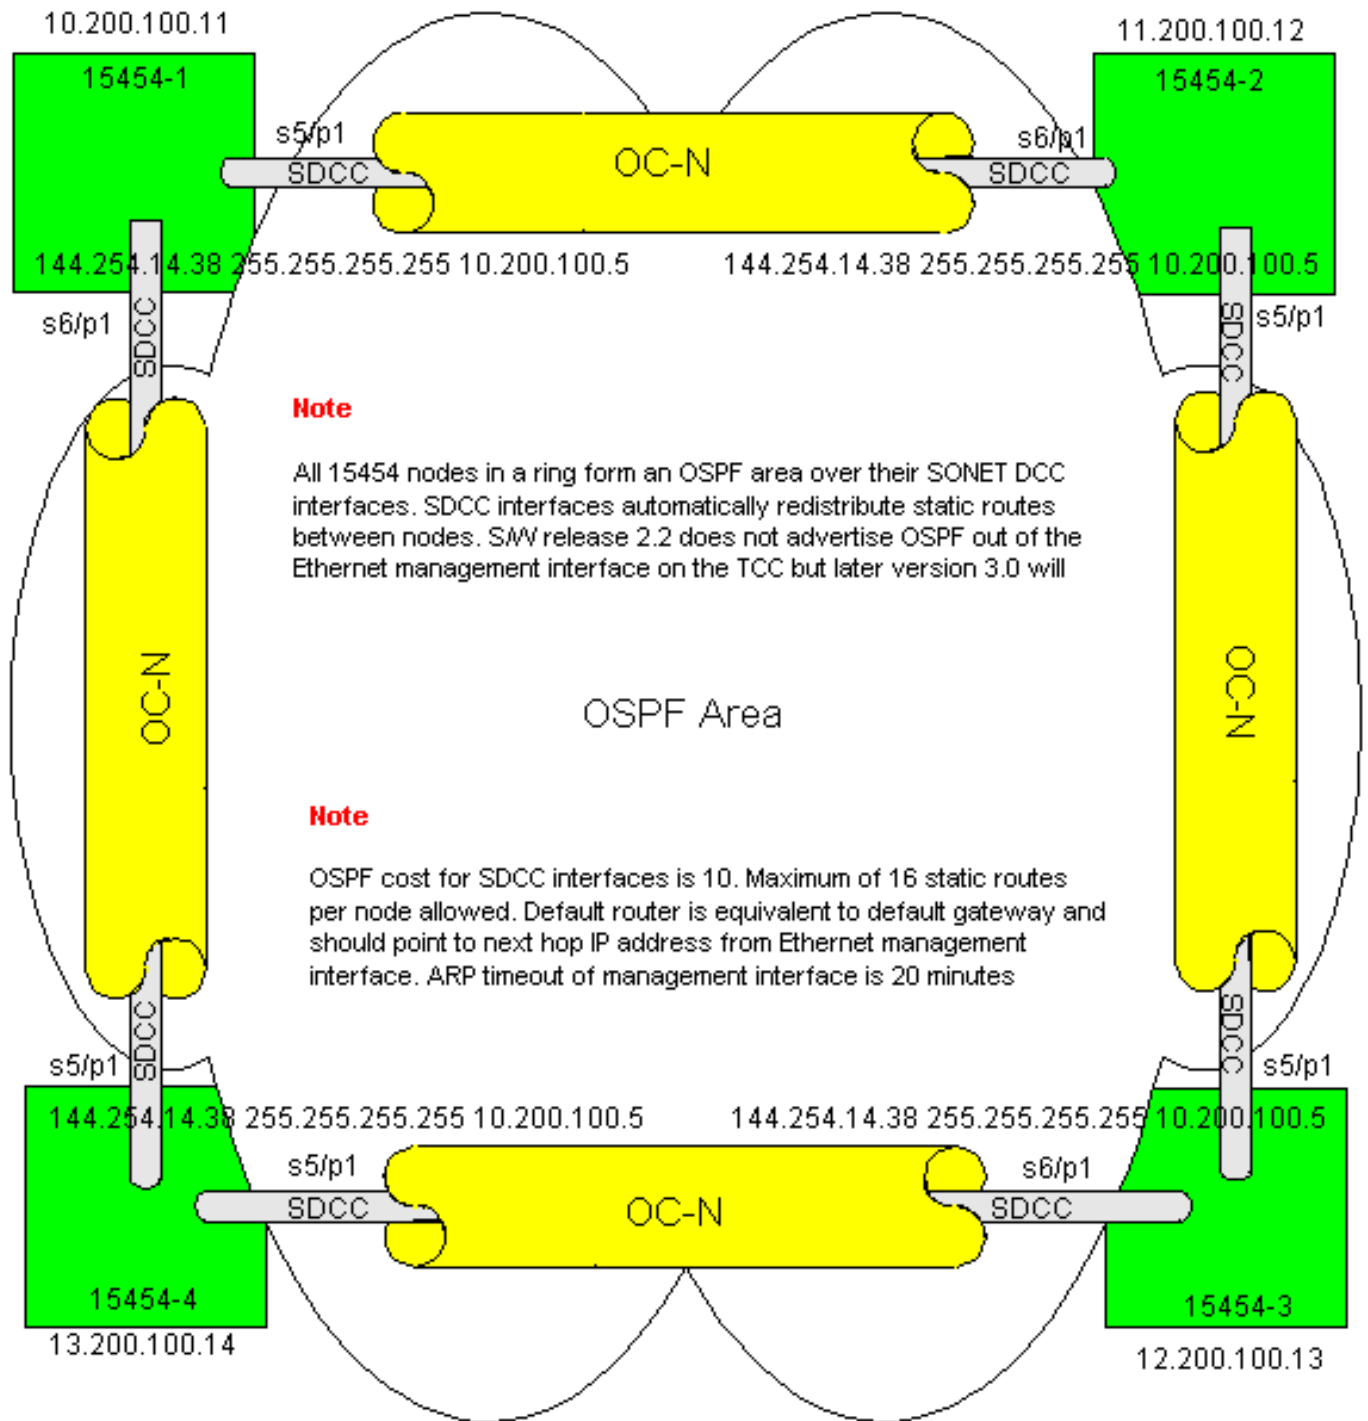 10.200.100.11
11.200.100.12
15454-1
15454-2
s5/p1
s6/p1
SDCC
OC-N
SDCC
144.254.14.38 255.255.255.255 10.200.100.5
144.254.14.38 255.255.255.255 10.200.100.5
s6/p1
SDCC
SDCC
s5/p1
Note
All 15454 nodes in a ring form an OSPF area over their SONET DCC
interfaces. SDCC interfaces automatically redistribute static routes
between nodes. S/W release 2.2 does not advertise OSPF out of the
Ethernet management interface on the TCC but later version 3.0 will
OC-N
OSPF Area
OC-N
Note
OSPF cost for SDCC interfaces is 10. Maximum of 16 static routes
per node allowed. Default router is equivalent to default gateway and
should point to next hop IP address from Ethernet management
interface. ARP timeout of management interface is 20 minutes
SDCC
SDCC
s5/p1
s5/p1
144.254.14.38 255.255.255.255 10.200.100.5
144.254.14.38 255.255.255.255 10.200.100.5
s5/p1
s6/p1
SDCC
OC-N
SDCC
15454-4
15454-3
13.200.100.14
12.200.100.13